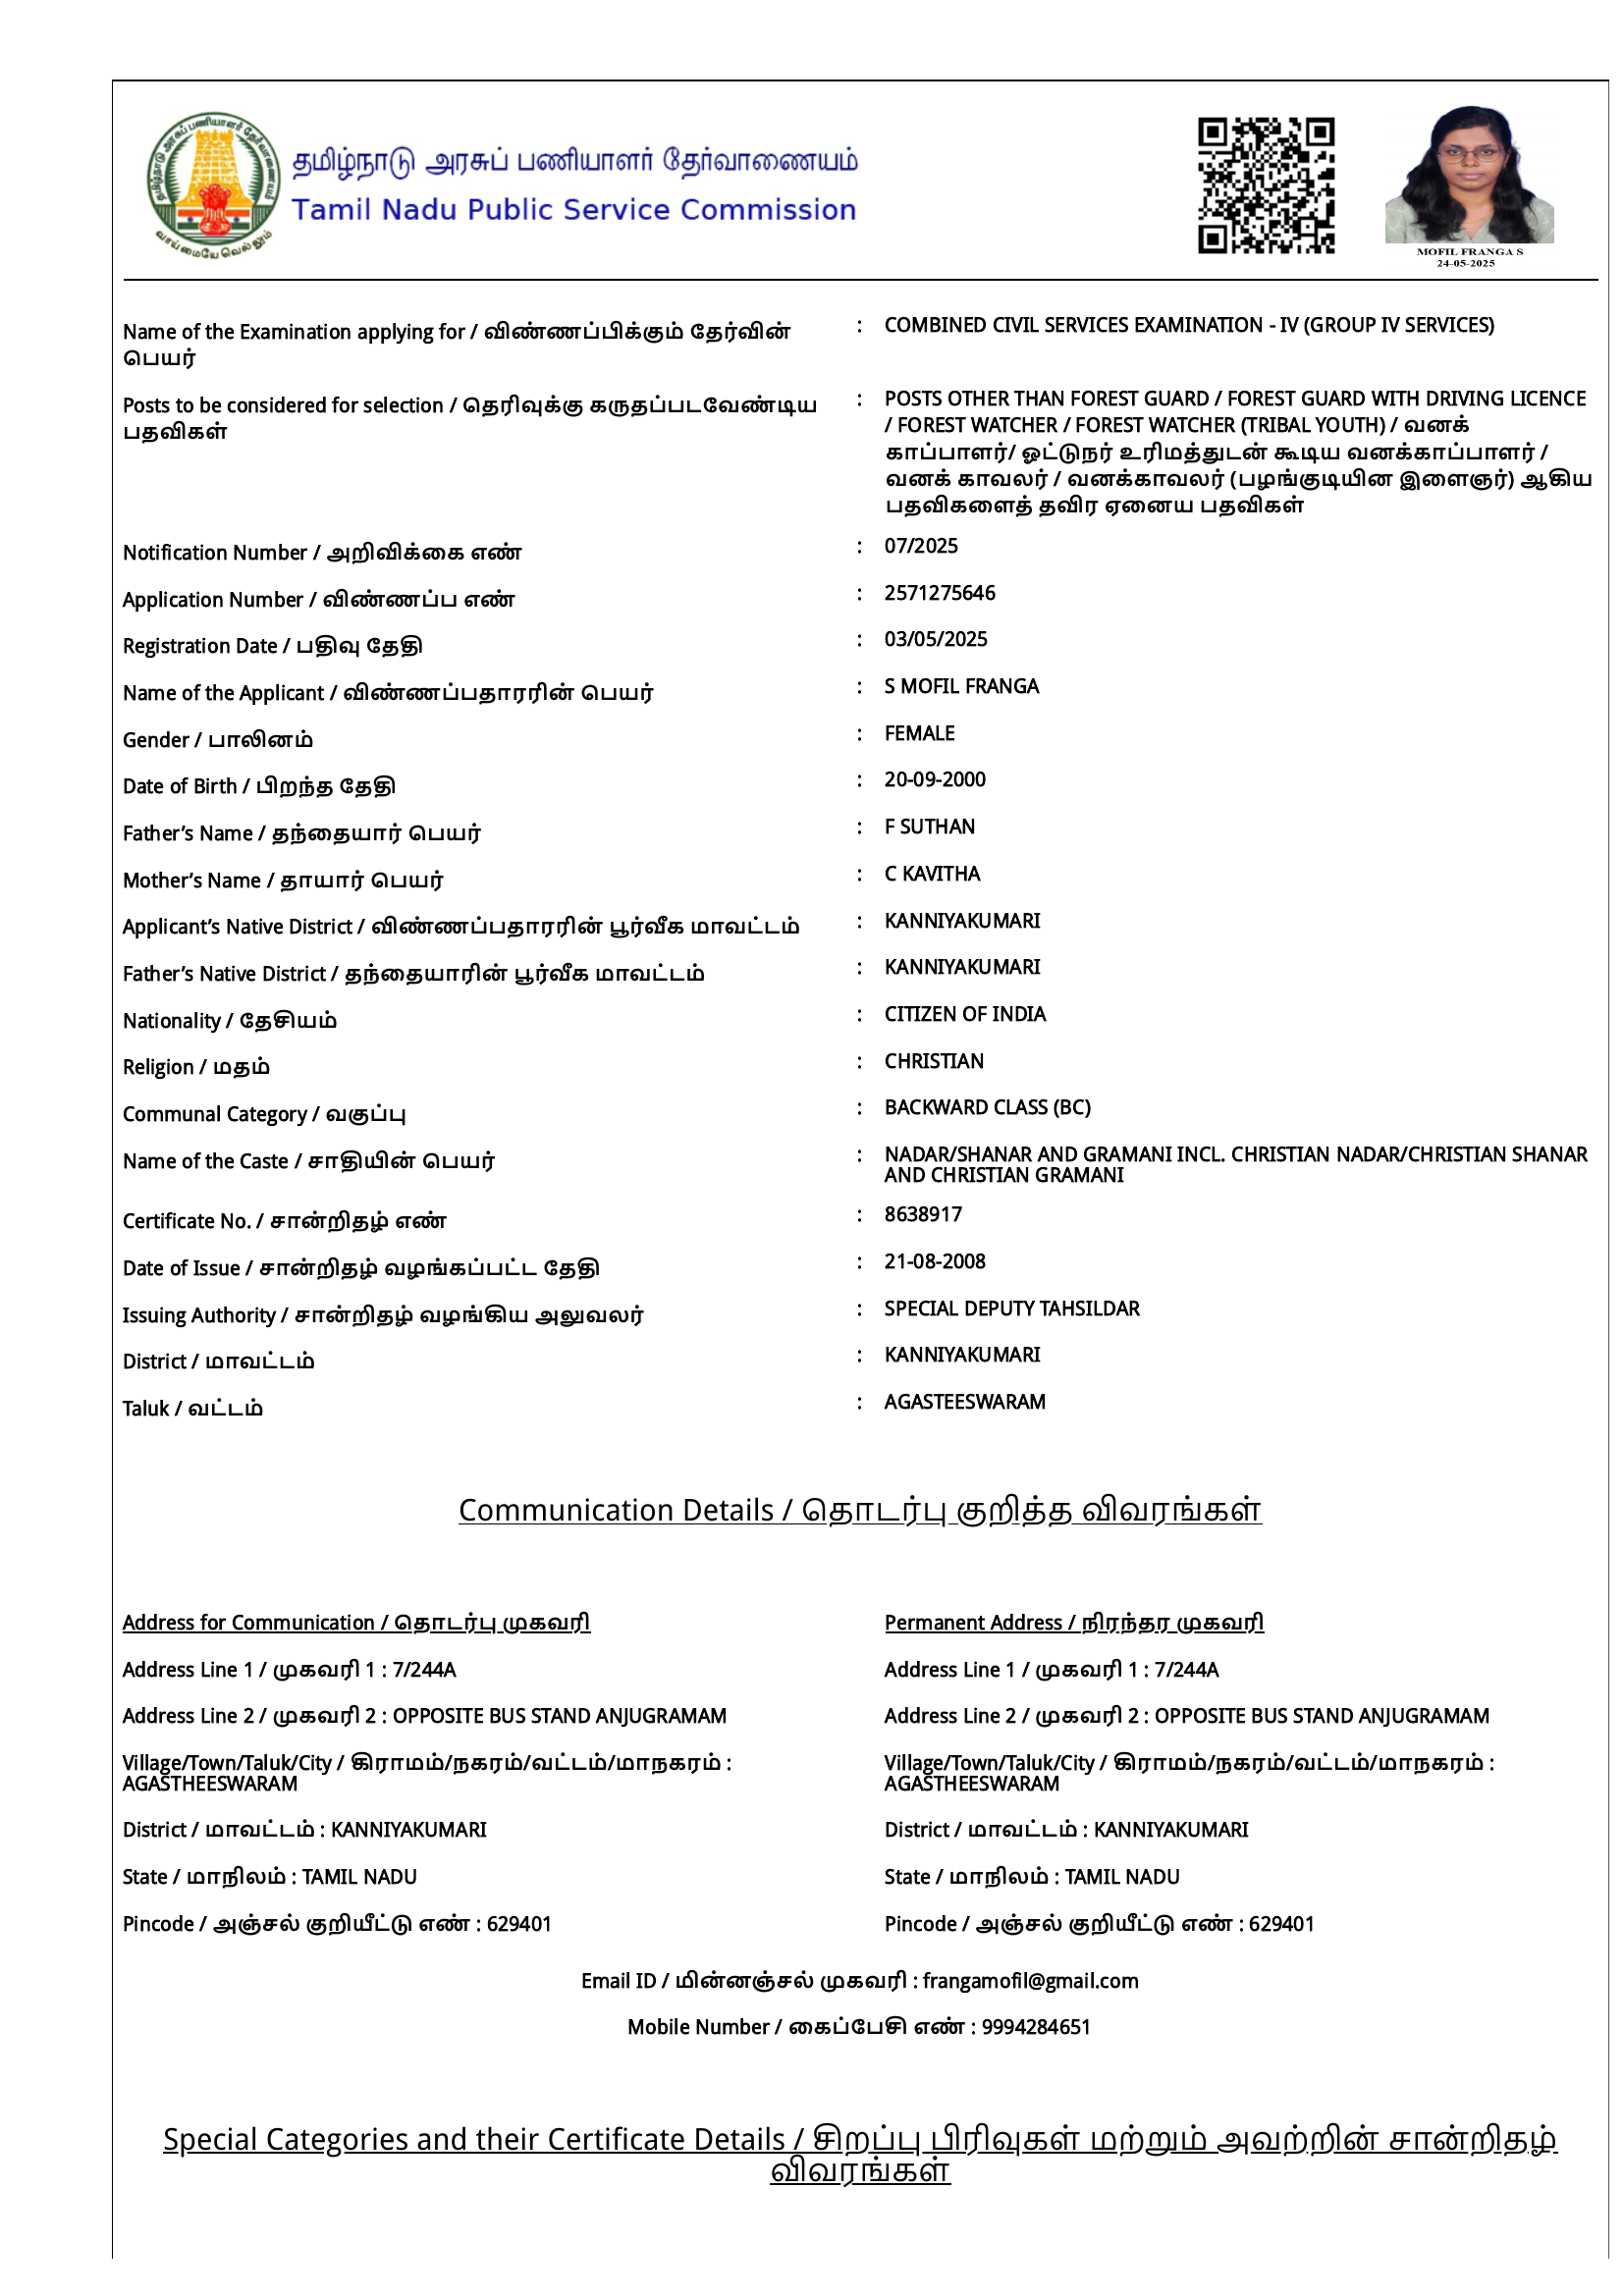 தமிழ்நாடு அரசுப் பணியாளர் தேர்வாணையம்
Tamil Nadu Public Service Commission
தமிழ்நாடு அரசுப் பணியாளர் தேர்வாணையம்
வாய்மையே வெல்லும்
MOFIL FRANGA S
24-05-2025
Name of the Examination applying for / விண்ணப்பிக்கும் தேர்வின் : COMBINED CIVIL SERVICES EXAMINATION - IV (GROUP IV SERVICES)
பெயர்
Posts to be considered for selection / தெரிவுக்கு கருதப்படவேண்டிய : POSTS OTHER THAN FOREST GUARD / FOREST GUARD WITH DRIVING LICENCE
பதவிகள் / FOREST WATCHER / FOREST WATCHER (TRIBAL YOUTH) / வனக்
காப்பாளர்/ ஓட்டுநர் உரிமத்துடன் கூடிய வனக்காப்பாளர் /
வனக் காவலர் / வனக்காவலர் (பழங்குடியின இளைஞர்) ஆகிய
பதவிகளைத் தவிர ஏனைய பதவிகள்
Notification Number / அறிவிக்கை எண் : 07/2025
Application Number / விண்ணப்ப எண் : 2571275646
Registration Date / பதிவு தேதி : 03/05/2025
Name of the Applicant / விண்ணப்பதாரரின் பெயர் : S MOFIL FRANGA
Gender / பாலினம் : FEMALE
Date of Birth / பிறந்த தேதி : 20-09-2000
Father’s Name / தந்தையார் பெயர் : F SUTHAN
Mother’s Name / தாயார் பெயர் : C KAVITHA
Applicant’s Native District / விண்ணப்பதாரரின் பூர்வீக மாவட்டம் : KANNIYAKUMARI
Father’s Native District / தந்தையாரின் பூர்வீக மாவட்டம் : KANNIYAKUMARI
Nationality / தேசியம் : CITIZEN OF INDIA
Religion / மதம் : CHRISTIAN
Communal Category / வகுப்பு : BACKWARD CLASS (BC)
Name of the Caste / சாதியின் பெயர் : NADAR/SHANAR AND GRAMANI INCL. CHRISTIAN NADAR/CHRISTIAN SHANAR
AND CHRISTIAN GRAMANI
Certificate No. / சான்றிதழ் எண் : 8638917
Date of Issue / சான்றிதழ் வழங்கப்பட்ட தேதி : 21-08-2008
Issuing Authority / சான்றிதழ் வழங்கிய அலுவலர் : SPECIAL DEPUTY TAHSILDAR
District / மாவட்டம் : KANNIYAKUMARI
Taluk / வட்டம் : AGASTEESWARAM
Communication Details / தொடர்பு குறித்த விவரங்கள்
Address for Communication / தொடர்பு முகவரி
Address Line 1 / முகவரி 1 : 7/244A
Address Line 2 / முகவரி 2 : OPPOSITE BUS STAND ANJUGRAMAM
Village/Town/Taluk/City / கிராமம்/நகரம்/வட்டம்/மாநகரம் :
AGASTHEESWARAM
District / மாவட்டம் : KANNIYAKUMARI
State / மாநிலம் : TAMIL NADU
Pincode / அஞ்சல் குறியீட்டு எண் : 629401
Permanent Address / நிரந்தர முகவரி
Address Line 1 / முகவரி 1 : 7/244A
Address Line 2 / முகவரி 2 : OPPOSITE BUS STAND ANJUGRAMAM
Village/Town/Taluk/City / கிராமம்/நகரம்/வட்டம்/மாநகரம் :
AGASTHEESWARAM
District / மாவட்டம் : KANNIYAKUMARI
State / மாநிலம் : TAMIL NADU
Pincode / அஞ்சல் குறியீட்டு எண் : 629401
Email ID / மின்னஞ்சல் முகவரி : frangamofil@gmail.com
Mobile Number / கைப்பேசி எண் : 9994284651
Special Categories and their Certificate Details / சிறப்பு பிரிவுகள் மற்றும் அவற்றின் சான்றிதழ்
விவரங்கள்